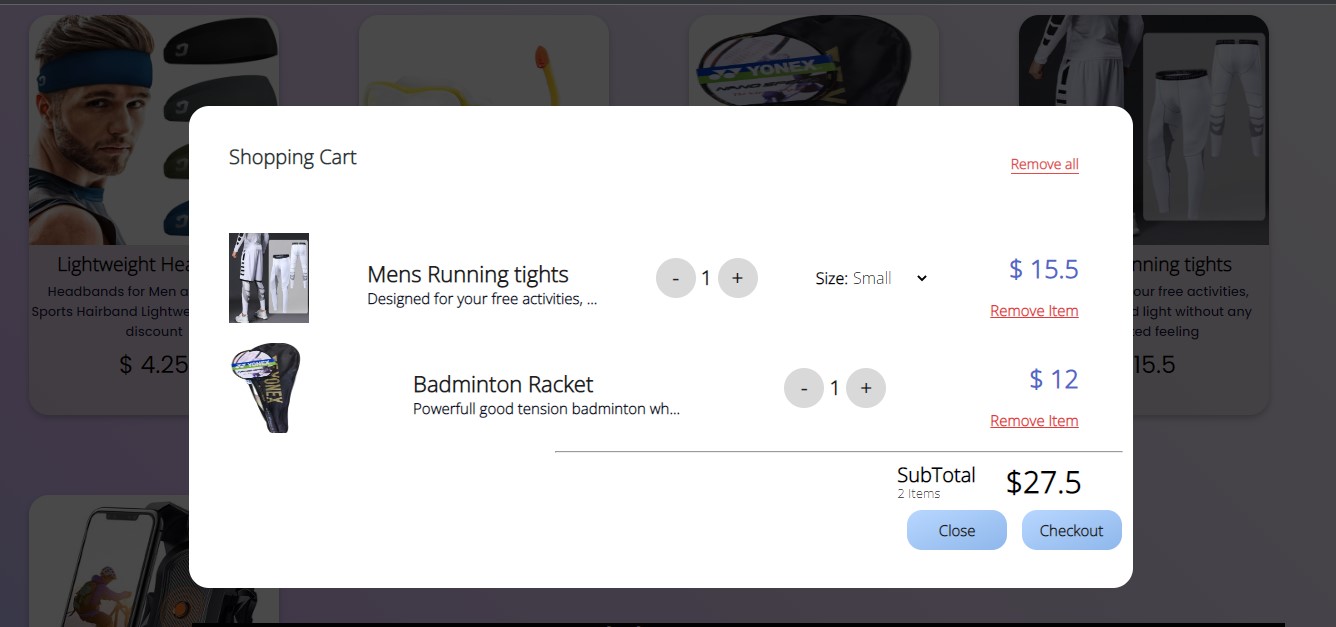 YONEX
Shopping Cart
Remove all
Mens Running tights
Designed for your free activities, ...
- 1 +
Size: Small
$ 15.5
Remove Item
YONEX
Badminton Racket
Powerfull good tension badminton wh...
- 1 +
$ 12
Remove Item
SubTotal
2 Items
$27.5
Close
Checkout
Lightweight Hea
Headbands for Men a
Sports Hairband Lightwe
discount
$ 4.25
nning tights
our free activities,
d light without any
ed feeling
15.5